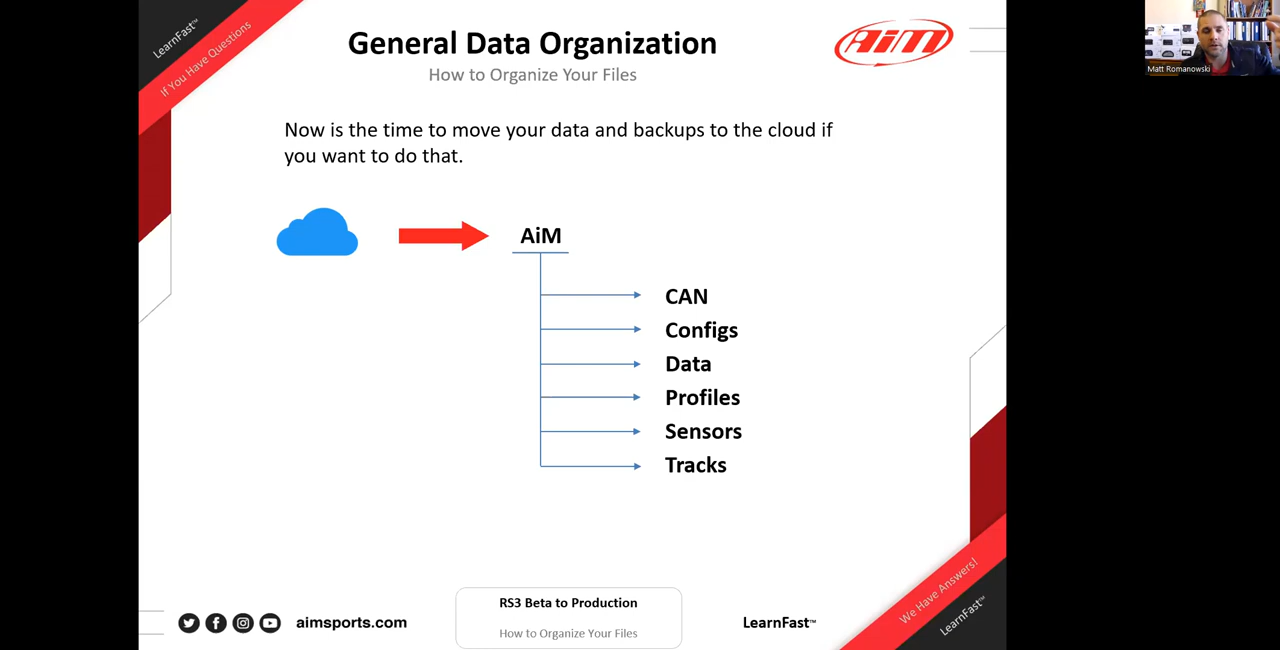 LearnFast™
If You Have Questions
General Data Organization
How to Organize Your Files
AiM
Matt Romanowski
Now is the time to move your data and backups to the cloud if
you want to do that.
AiM
CAN
Configs
Data
Profiles
Sensors
Tracks
aimsports.com
RS3 Beta to Production
How to Organize Your Files
LearnFast™
We Have Answers!
LearnFast™